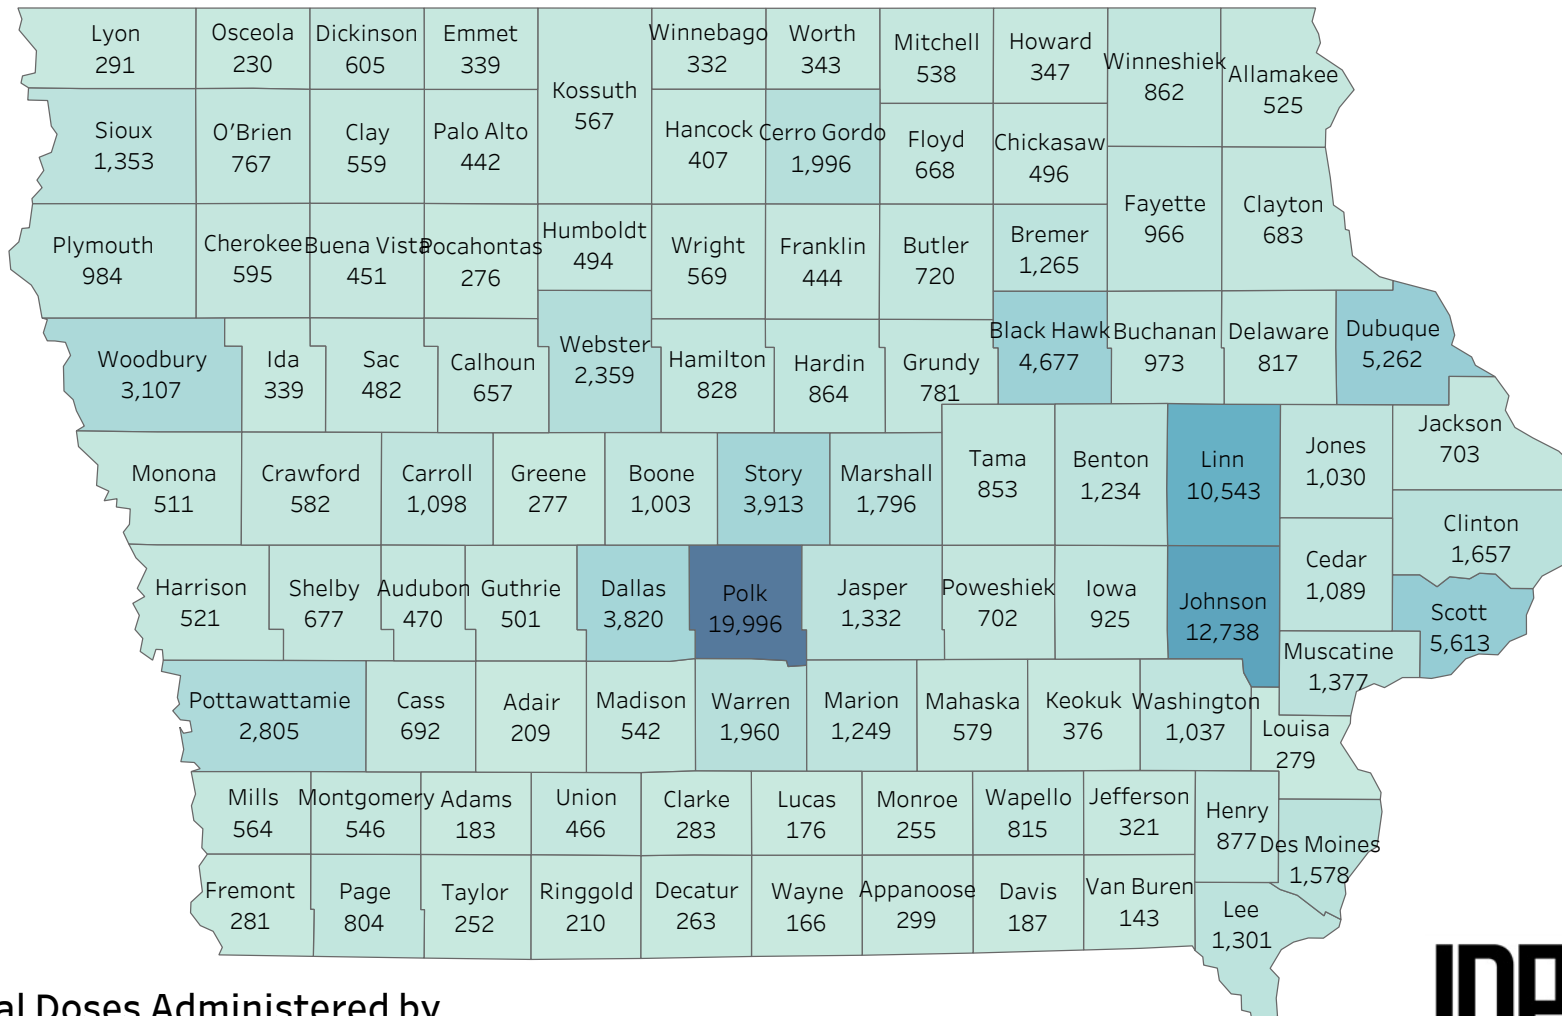 Lyon
291
Osceola
230
Dickinson
605
Emmet
339
Kossuth
567
Winnebago
332
Worth
343
Mitchell
538
Howard
347
Winneshiek
862
Allamakee
525
Sioux
1,353
O'Brien
767
Clay
559
Palo Alto
442
Hancock
407
Cerro Gordo
1,996
Floyd
668
Chickasaw
496
Fayette
966
Clayton
683
Plymouth
984
Cherokee
595
Buena Vista
451
Pocahontas
276
Humboldt
494
Wright
569
Franklin
444
Butler
720
Bremer
1,265
Woodbury
3,107
Ida
339
Sac
482
Calhoun
657
Webster
2,359
Hamilton
828
Hardin
864
Grundy
781
Black Hawk
4,677
Buchanan
973
Delaware
817
Dubuque
5,262
Monona
511
Crawford
582
Carroll
1,098
Greene
277
Boone
1,003
Story
3,913
Marshall
1,796
Tama
853
Benton
1,234
Linn
10,543
Jones
1,030
Jackson
703
Clinton
1,657
Harrison
521
Shelby
677
Audubon
470
Guthrie
501
Dallas
3,820
Polk
19,996
Jasper
1,332
Poweshiek
702
Iowa
925
Johnson
12,738
Cedar
1,089
Scott
5,613
Muscatine
1,377
Pottawattamie
2,805
Cass
692
Adair
209
Madison
542
Warren
1,960
Marion
1,249
Mahaska
579
Keokuk
376
Washington
1,037
Louisa
279
Mills
564
Montgomery
546
Adams
183
Union
466
Clarke
283
Lucas
176
Monroe
255
Wapello
815
Jefferson
321
Henry
877
Des Moines
1,578
Fremont
281
Page
804
Taylor
252
Ringgold
210
Decatur
263
Wayne
166
Appanoose
299
Davis
187
Van Buren
143
Lee
1,301
al Doses Administered by